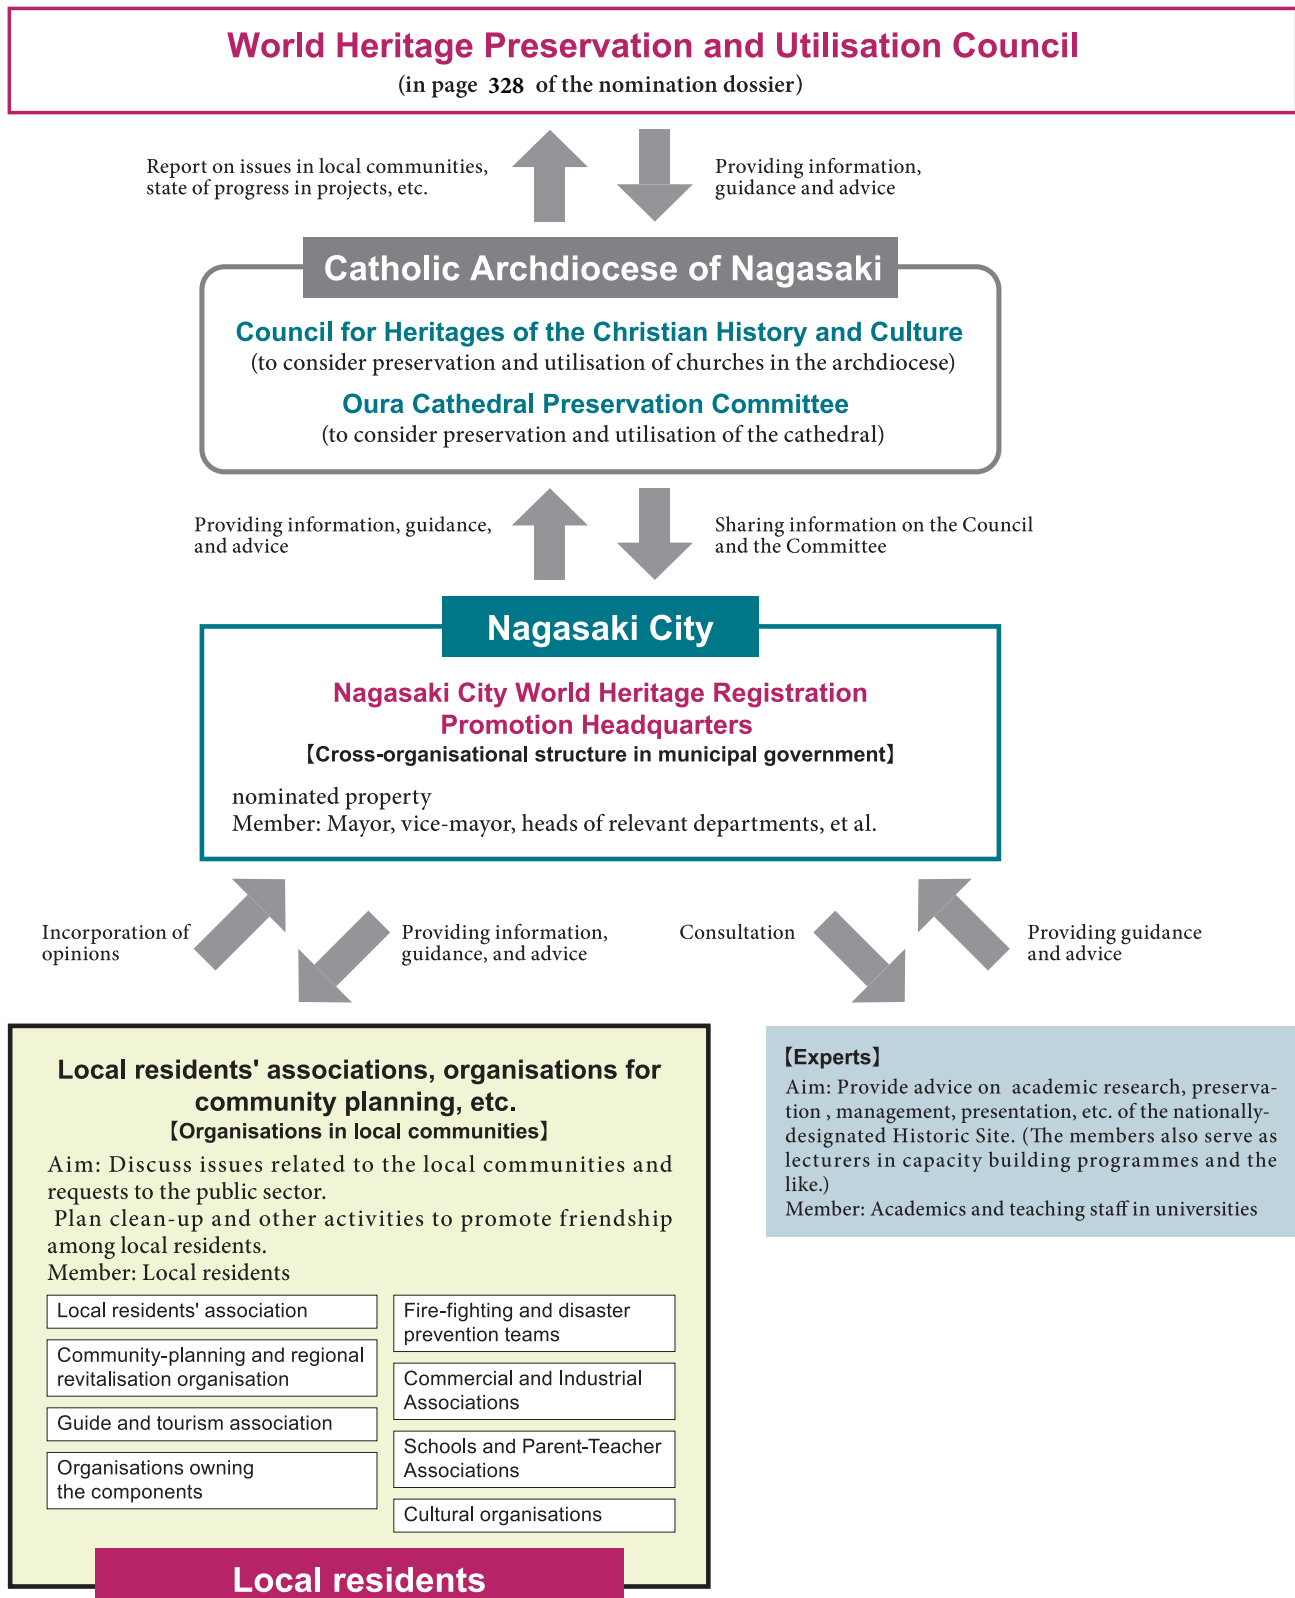 World Heritage Preservation and Utilisation Council
(in page 328 of the nomination dossier)
Report on issues in local communities,
state of progress in projects, etc.
Providing information,
guidance and advice
Catholic Archdiocese of Nagasaki
Council for Heritages of the Christian History and Culture
(to consider preservation and utilisation of churches in the archdiocese)
Oura Cathedral Preservation Committee
(to consider preservation and utilisation of the cathedral)
Providing information, guidance,
and advice
Sharing information on the Council
and the Committee
Nagasaki City
Nagasaki City World Heritage Registration
Promotion Headquarters
【Cross-organisational structure in municipal government】
nominated property
Member: Mayor, vice-mayor, heads of relevant departments, et al.
Incorporation of
opinions
Providing information,
guidance, and advice
Consultation
Providing guidance
and advice
Local residents' associations, organisations for
community planning, etc.
【Organisations in local communities】
Aim: Discuss issues related to the local communities and
requests to the public sector.
Plan clean-up and other activities to promote friendship
among local residents.
Member: Local residents
Local residents' association
Community-planning and regional
revitalisation organisation
Guide and tourism association
Organisations owning
the components
Fire-fighting and disaster
prevention teams
Commercial and Industrial
Associations
Schools and Parent-Teacher
Associations
Cultural organisations
Local residents
【Experts】
Aim: Provide advice on academic research, preserva-
tion , management, presentation, etc. of the nationally-
designated Historic Site. (The members also serve as
lecturers in capacity building programmes and the
like.)
Member: Academics and teaching staff in universities